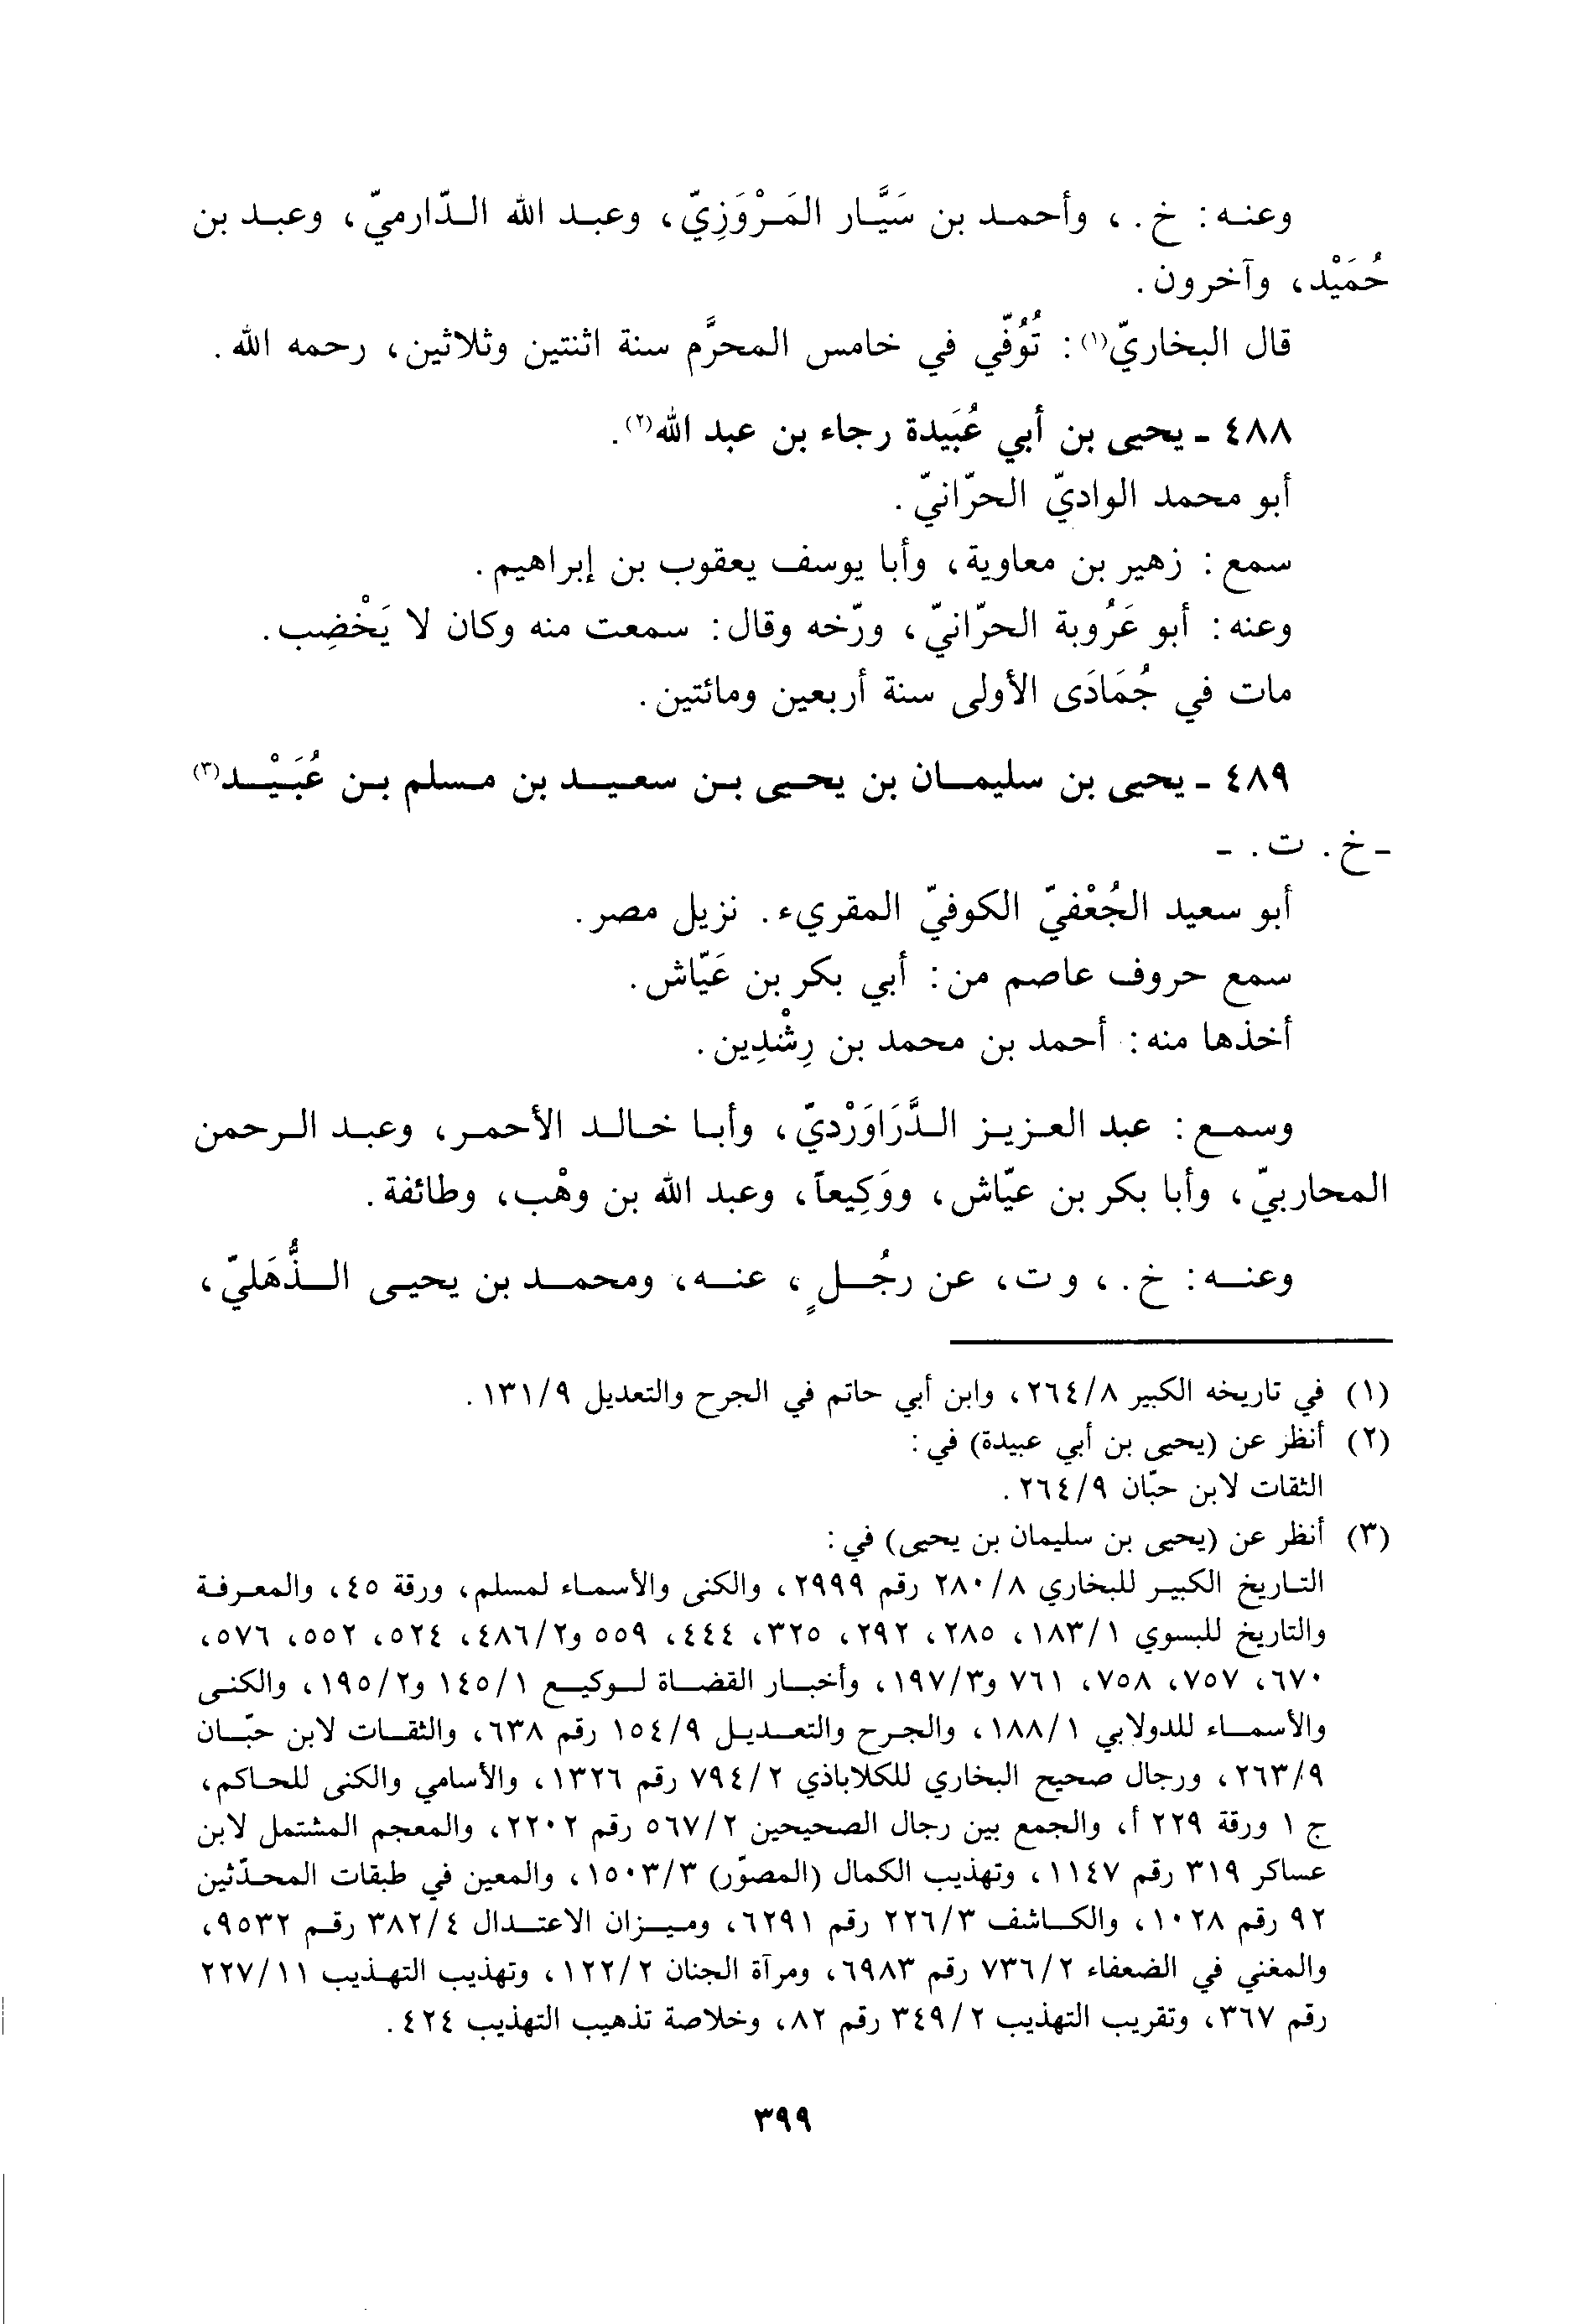 وعنه: خ.، وأحمد بن سَيَّار المَرْوَزِيّ، وعبد الله الدّارميّ، وعبد بن
حُمَيْد، وآخرون.
قال البخاريّ(١): تُوُفّي في خامس المحرَّم سنة اثنتين وثلاثين، رحمه الله.
٤٨٨ - يحيى بن أبي عُبَيدة رجاء بن عبد الله(٢).
أبو محمد الواديّ الحرّانيّ.
سمع: زهير بن معاوية، وأبا يوسف يعقوب بن إبراهيم.
وعنه: أبو عَرُوبة الحرّانيّ، ورّخه وقال: سمعت منه وكان لا يَخْضِب.
مات في جُمَادَى الأولى سنة أربعين ومائتين.
٤٨٩ - يحيى بن سليمان بن يحيى بن سعيد بن مسلم بن عُبَيْد(٣)
- خ. ت. -
أبو سعيد الجُعْفيّ الكوفيّ المقريء. نزيل مصر.
سمع حروف عاصم من: أبي بكر بن عَيّاش.
أخذها منه: أحمد بن محمد بن رِشْدِين.
وسمع: عبد العزيز الدَّرَاوَرْديّ، وأبا خالد الأحمر، وعبد الرحمن
المحاربيّ، وأبا بكر بن عيّاش، ووَكِيعاً، وعبد الله بن وهْب، وطائفة.
وعنه: خ.، و ت، عن رجُلٍ، عنه، ومحمد بن يحيى الذُّهَليّ،
(١) في تاريخه الكبير ٢٦٤/٨، وابن أبي حاتم في الجرح والتعديل ١٣١/٩.
(٢) أنظر عن (يحيى بن أبي عبيدة) في:
الثقات لابن حبّان ٢٦٤/٩.
(٣) أنظر عن (يحيى بن سليمان بن يحيى) في:
التاريخ الكبير للبخاري ٢٨٠/٨ رقم ٢٩٩٩، والكنى والأسماء لمسلم، ورقة ٤٥، والمعرفة
والتاريخ للبسوي ١٨٣/١، ٢٨٥، ٢٩٢، ٣٢٥، ٤٤٤، ٥٥٩ و٤٨٦/٢، ٥٢٤، ٥٥٢، ٥٧٦،
٦٧٠، ٧٥٧، ٧٥٨، ٧٦١ و١٩٧/٣، وأخبار القضاة لوكيع ١٤٥/١ و١٩٥/٢، والكنى
والأسماء للدولابي ١٨٨/١، والجرح والتعديل ١٥٤/٩ رقم ٦٣٨، والثقات لابن حبّان
٢٦٣/٩، ورجال صحيح البخاري للكلاباذي ٧٩٤/٢ رقم ١٣٢٦، والأسامي والكنى للحاكم،
ج ١ ورقة ٢٢٩ أ، والجمع بين رجال الصحيحين ٥٦٧/٢ رقم ٢٢٠٢، والمعجم المشتمل لابن
عساكر ٣١٩ رقم ١١٤٧، وتهذيب الكمال (المصوّر) ١٥٠٣/٣، والمعين في طبقات المحدّثين
٩٢ رقم ١٠٢٨، والكاشف ٢٢٦/٣ رقم ٦٢٩١، وميزان الاعتدال ٣٨٢/٤ رقم ٩٥٣٢،
والمغني في الضعفاء ٧٣٦/٢ رقم ٦٩٨٣، ومرآة الجنان ١٢٢/٢، وتهذيب التهذيب ٢٢٧/١١
رقم ٣٦٧، وتقريب التهذيب ٣٤٩/٢ رقم ٨٢، وخلاصة تذهيب التهذيب ٤٢٤.
٣٩٩